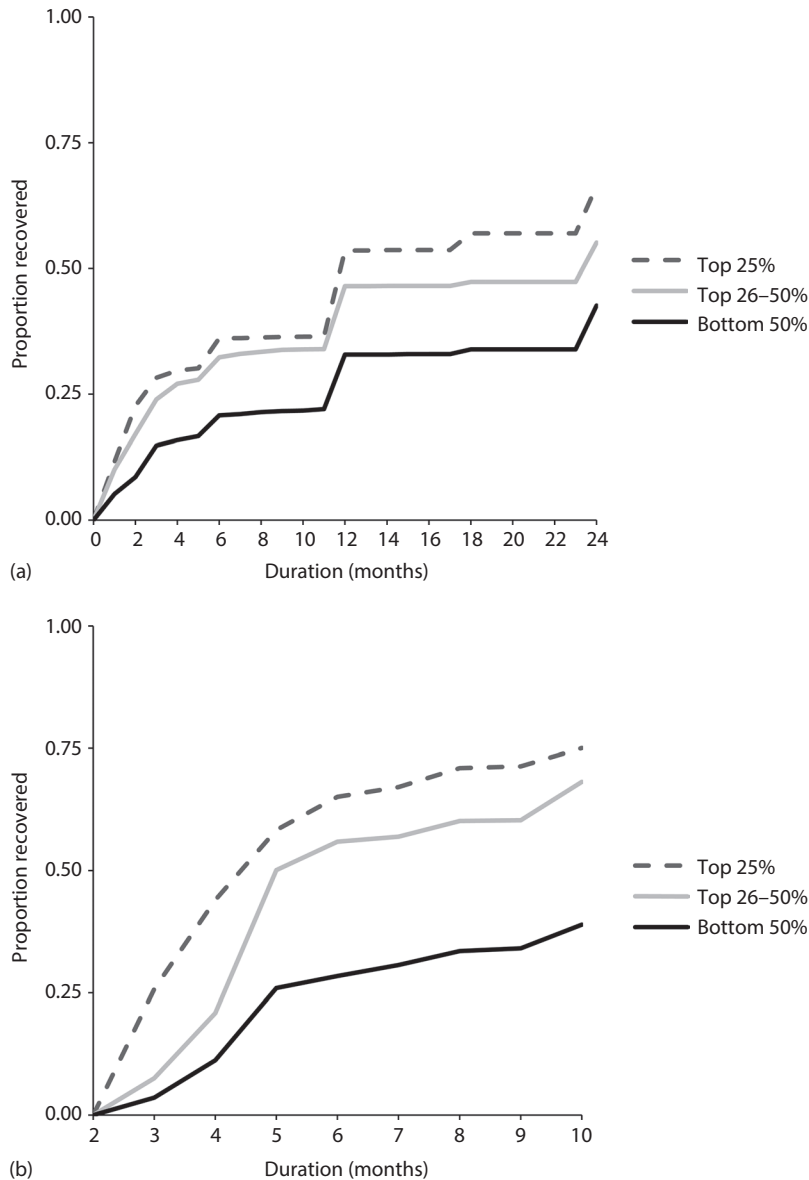 1.00
0.75
0.50
0.25
0.00
Proportion recovered
0 2 4 6 8 10 12 14 16 18 20 22 24
Duration (months)
Top 25%
Top 26–50%
Bottom 50%
(a)
1.00
0.75
0.50
0.25
0.00
Proportion recovered
2 3 4 5 6 7 8 9 10
Duration (months)
Top 25%
Top 26–50%
Bottom 50%
(b)